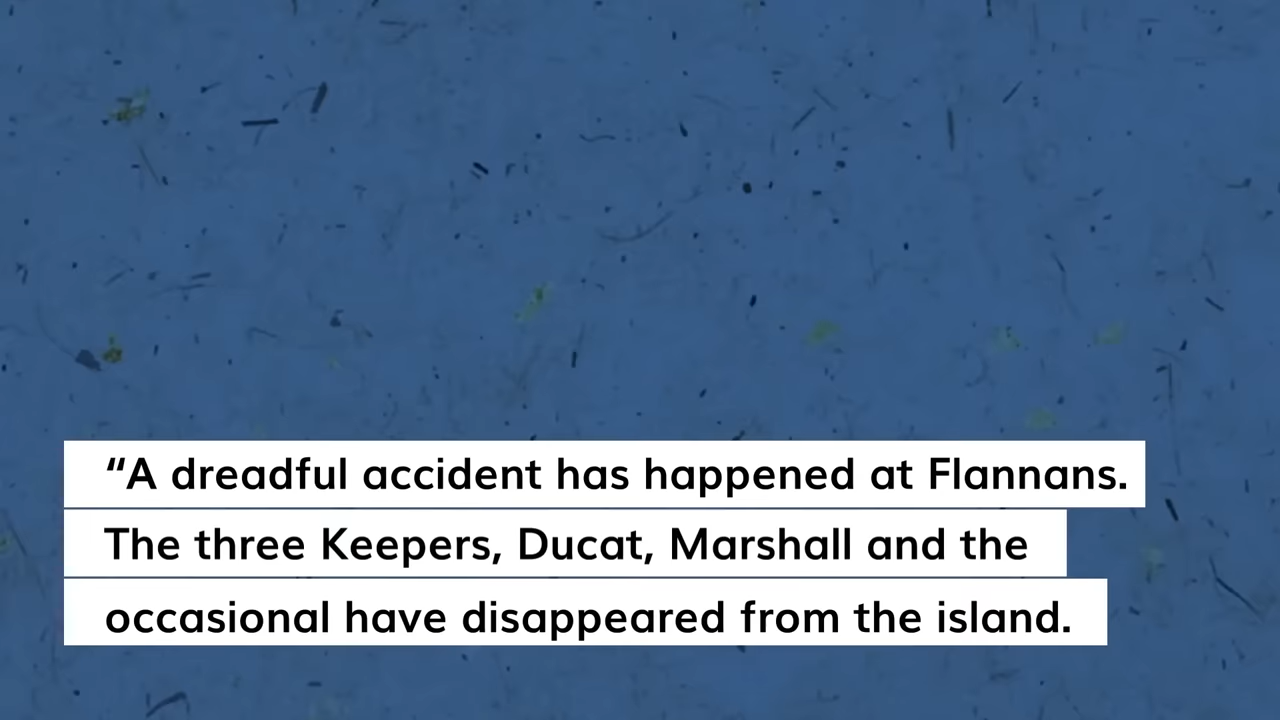 “A dreadful accident has happened at Flannans.
The three Keepers, Ducat, Marshall and the
occasional have disappeared from the island.